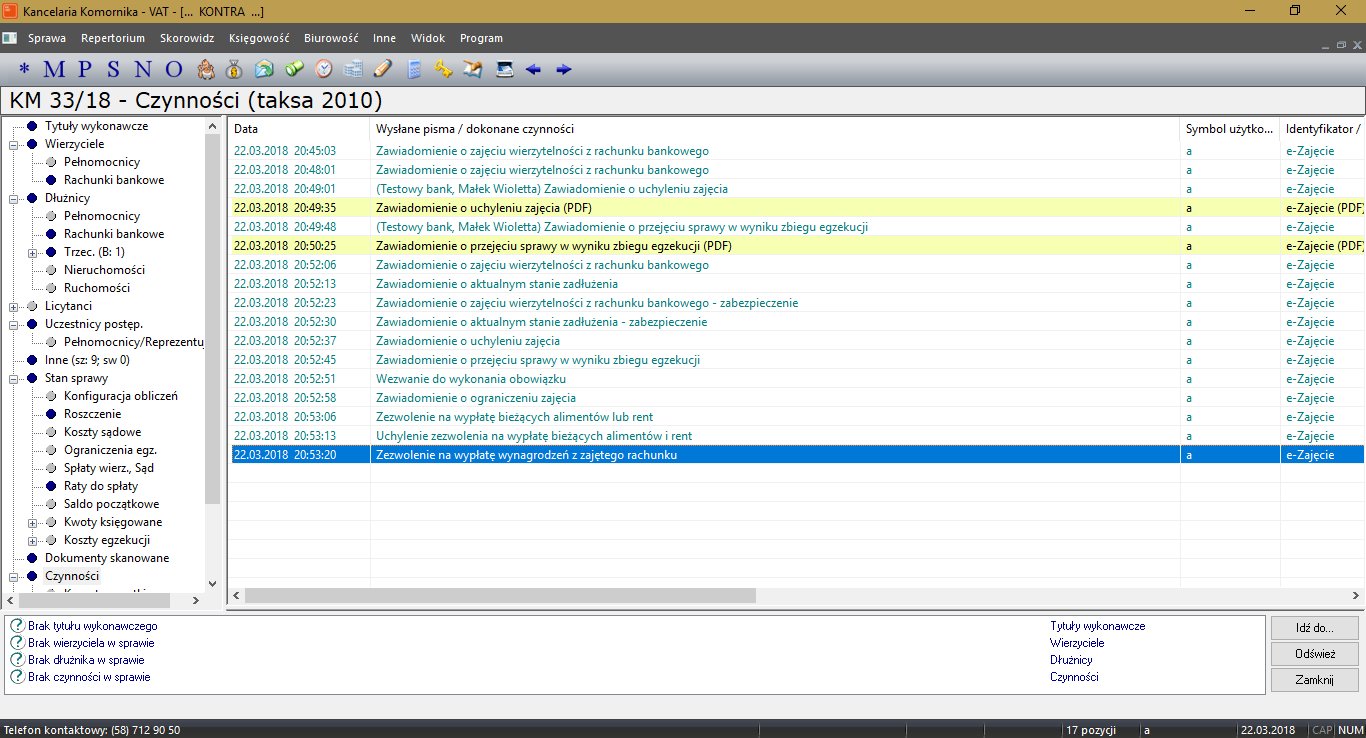 Kancelaria Komornika - VAT - [... KONTRA ...]
Sprawa Repertorium Skorowidz Księgowość Biurowość Inne Widok Program
* M P S N O
KM 33/18 - Czynności (taksa 2010)
Tytuły wykonawcze
Wierzyciele
Pełnomocnicy
Rachunki bankowe
Dłużnicy
Pełnomocnicy
Rachunki bankowe
Trzec. (B: 1)
Nieruchomości
Ruchomości
Licytanci
Uczestnicy postęp.
Pełnomocnicy/Reprezentu
Inne (sz: 9; sw 0)
Stan sprawy
Konfiguracja obliczeń
Roszczenie
Koszty sądowe
Ograniczenia egz.
Spłaty wierz., Sąd
Raty do spłaty
Saldo początkowe
Kwoty księgowane
Koszty egzekucji
Dokumenty skanowane
Czynności
Data Wysłane pisma / dokonane czynności Symbol użytko... Identyfikator /
22.03.2018 20:45:03 Zawiadomienie o zajęciu wierzytelności z rachunku bankowego a e-Zajęcie
22.03.2018 20:48:01 Zawiadomienie o zajęciu wierzytelności z rachunku bankowego a e-Zajęcie
22.03.2018 20:49:01 (Testowy bank, Małek Wioletta) Zawiadomienie o uchyleniu zajęcia a e-Zajęcie
22.03.2018 20:49:35 Zawiadomienie o uchyleniu zajęcia (PDF) a e-Zajęcie (PDF)
22.03.2018 20:49:48 (Testowy bank, Małek Wioletta) Zawiadomienie o przejęciu sprawy w wyniku zbiegu egzekucji a e-Zajęcie
22.03.2018 20:50:25 Zawiadomienie o przejęciu sprawy w wyniku zbiegu egzekucji (PDF) a e-Zajęcie (PDF)
22.03.2018 20:52:06 Zawiadomienie o zajęciu wierzytelności z rachunku bankowego a e-Zajęcie
22.03.2018 20:52:13 Zawiadomienie o aktualnym stanie zadłużenia a e-Zajęcie
22.03.2018 20:52:23 Zawiadomienie o zajęciu wierzytelności z rachunku bankowego - zabezpieczenie a e-Zajęcie
22.03.2018 20:52:30 Zawiadomienie o aktualnym stanie zadłużenia - zabezpieczenie a e-Zajęcie
22.03.2018 20:52:37 Zawiadomienie o uchyleniu zajęcia a e-Zajęcie
22.03.2018 20:52:45 Zawiadomienie o przejęciu sprawy w wyniku zbiegu egzekucji a e-Zajęcie
22.03.2018 20:52:51 Wezwanie do wykonania obowiązku a e-Zajęcie
22.03.2018 20:52:58 Zawiadomienie o ograniczeniu zajęcia a e-Zajęcie
22.03.2018 20:53:06 Zezwolenie na wypłatę bieżących alimentów lub rent a e-Zajęcie
22.03.2018 20:53:13 Uchylenie zezwolenia na wypłatę bieżących alimentów i rent a e-Zajęcie
22.03.2018 20:53:20 Zezwolenie na wypłatę wynagrodzeń z zajętego rachunku a e-Zajęcie
Brak tytułu wykonawczego Tytuły wykonawcze
Brak wierzyciela w sprawie Wierzyciele
Brak dłużnika w sprawie Dłużnicy
Brak czynności w sprawie Czynności
Idź do...
Odśwież
Zamknij
Telefon kontaktowy: (58) 712 90 50 17 pozycji a 22.03.2018 CAP NUM